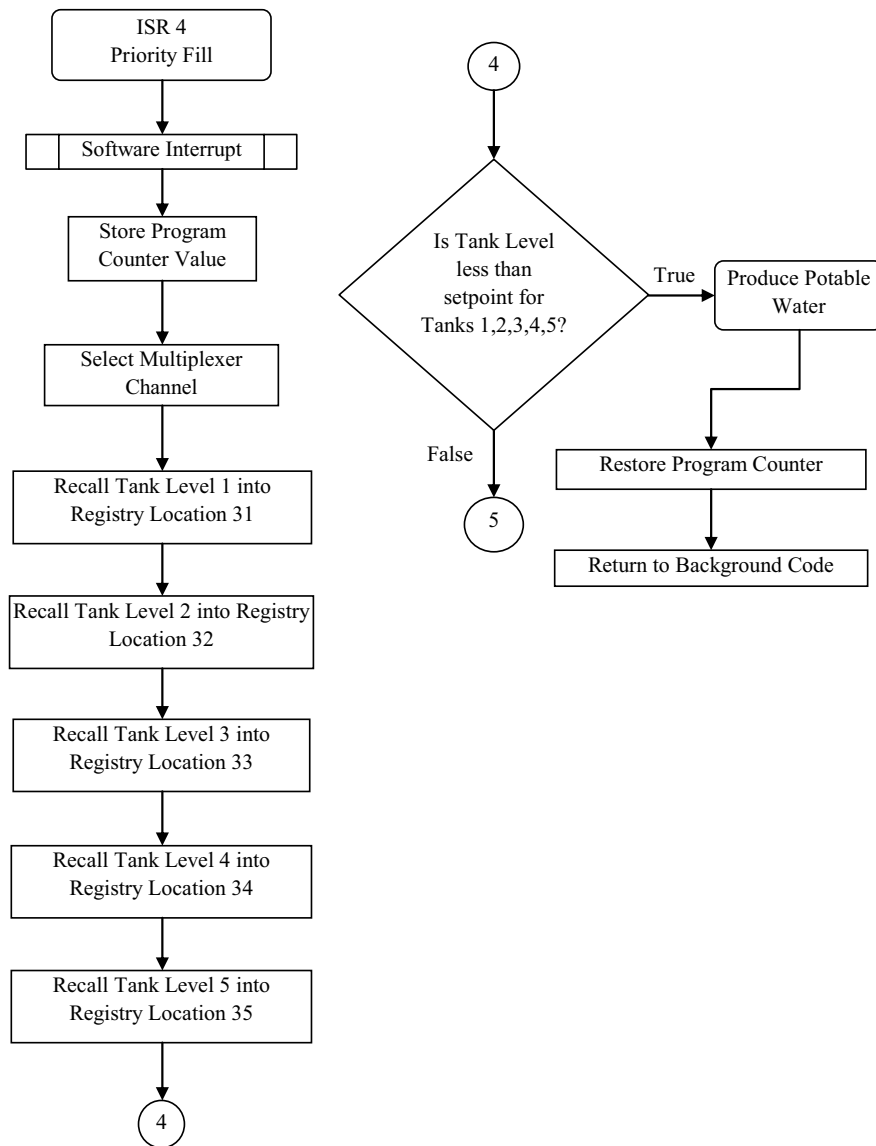 ISR 4
Priority Fill
Software Interrupt
Store Program
Counter Value
Select Multiplexer
Channel
Recall Tank Level 1 into
Registry Location 31
Recall Tank Level 2 into Registry
Location 32
Recall Tank Level 3 into
Registry Location 33
Recall Tank Level 4 into
Registry Location 34
Recall Tank Level 5 into
Registry Location 35
4
4
Is Tank Level
less than
setpoint for
Tanks 1,2,3,4,5?
True
Produce Potable
Water
False
Restore Program Counter
5
Return to Background Code